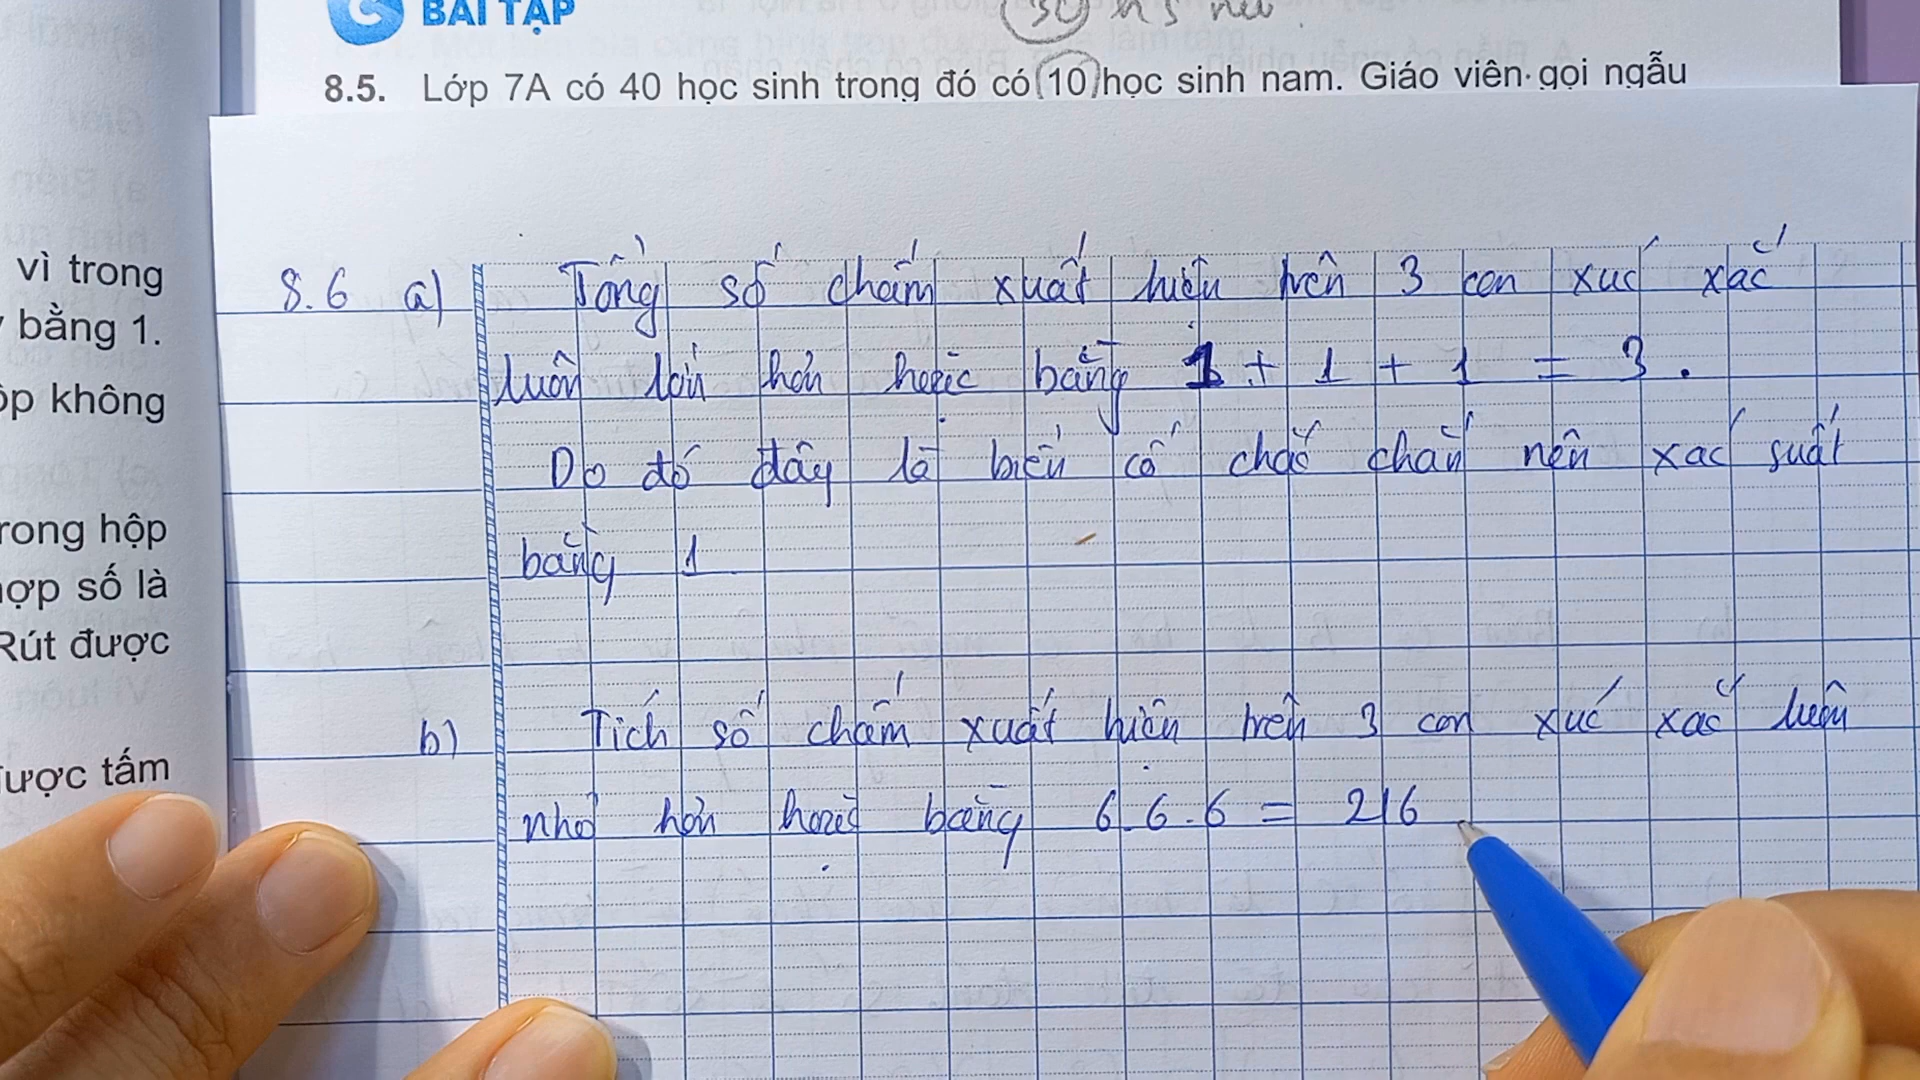 BÀI TẬP
8.5. Lớp 7A có 40 học sinh trong đó có 10 học sinh nam. Giáo viên gọi ngẫu
vì trong
bằng 1.
không
rong hộp
ợp số là
Rút được
ược tấm
8.6 a) Tổng số chấm xuất hiện trên 3 con xúc xắc
luôn lớn hơn hoặc bằng 1 + 1 + 1 = 3.
Do đó đây là biến cố chắc chắn nên xác suất
bằng 1
b) Tích số chấm xuất hiện trên 3 con xúc xắc luôn
nhỏ hơn hoặc bằng 6.6.6 = 216